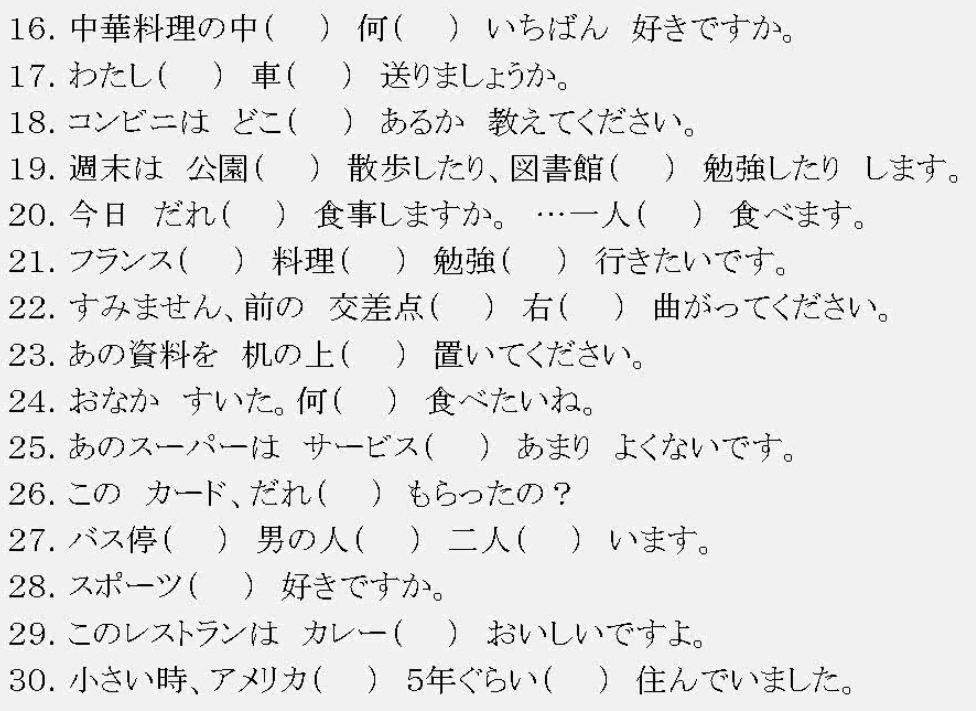 16. 中華料理の中(　) 何(　) いちばん 好きですか。
17. わたし(　) 車(　) 送りましょうか。
18. コンビニは どこ(　) あるか 教えてください。
19. 週末は 公園(　) 散歩したり、図書館(　) 勉強したり します。
20. 今日 だれ(　) 食事しますか。 …一人(　) 食べます。
21. フランス(　) 料理(　) 勉強(　) 行きたいです。
22. すみません、前の 交差点(　) 右(　) 曲がってください。
23. あの資料を 机の上(　) 置いてください。
24. おなか すいた。何(　) 食べたいね。
25. あのスーパーは サービス(　) あまり よくないです。
26. この カード、だれ(　) もらったの？
27. バス停(　) 男の人(　) 二人(　) います。
28. スポーツ(　) 好きですか。
29. このレストランは カレー(　) おいしいですよ。
30. 小さい時、アメリカ(　) 5年ぐらい(　) 住んでいました。